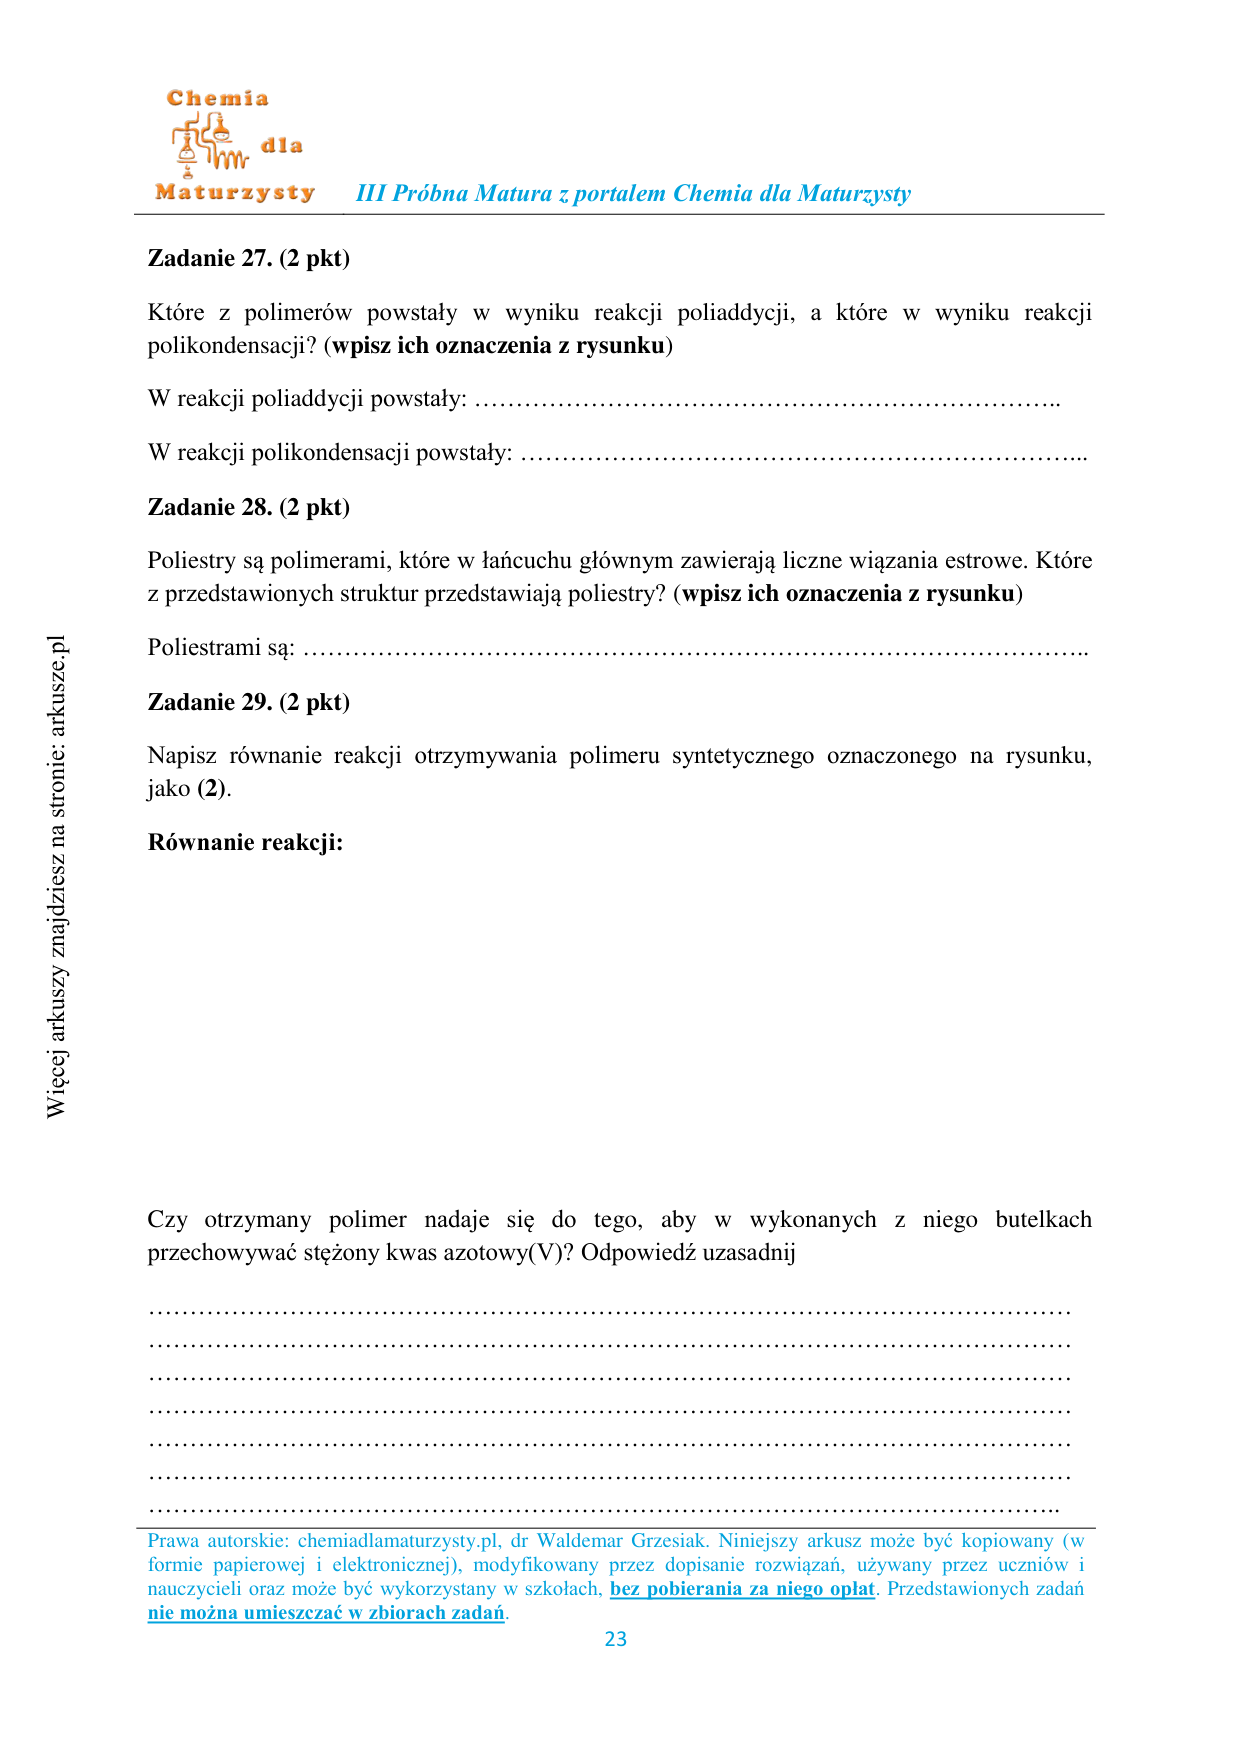 Chemia
dla
Maturzysty
III Próbna Matura z portalem Chemia dla Maturzysty
Zadanie 27. (2 pkt)
Które z polimerów powstały w wyniku reakcji poliaddycji, a które w wyniku reakcji
polikondensacji? (wpisz ich oznaczenia z rysunku)
W reakcji poliaddycji powstały: ……………………………………………………………..
W reakcji polikondensacji powstały: …………………………………………………………...
Zadanie 28. (2 pkt)
Poliestry są polimerami, które w łańcuchu głównym zawierają liczne wiązania estrowe. Które
z przedstawionych struktur przedstawiają poliestry? (wpisz ich oznaczenia z rysunku)
Poliestrami są: …………………………………………………………………………………..
Zadanie 29. (2 pkt)
Napisz równanie reakcji otrzymywania polimeru syntetycznego oznaczonego na rysunku,
jako (2).
Równanie reakcji:
Czy otrzymany polimer nadaje się do tego, aby w wykonanych z niego butelkach
przechowywać stężony kwas azotowy(V)? Odpowiedź uzasadnij
…………………………………………………………………………………………………
…………………………………………………………………………………………………
…………………………………………………………………………………………………
…………………………………………………………………………………………………
…………………………………………………………………………………………………
…………………………………………………………………………………………………
………………………………………………………………………………………………..
Prawa autorskie: chemiadlamaturzysty.pl, dr Waldemar Grzesiak. Niniejszy arkusz może być kopiowany (w
formie papierowej i elektronicznej), modyfikowany przez dopisanie rozwiązań, używany przez uczniów i
nauczycieli oraz może być wykorzystany w szkołach, bez pobierania za niego opłat. Przedstawionych zadań
nie można umieszczać w zbiorach zadań.
23
Więcej arkuszy znajdziesz na stronie: arkusze.pl